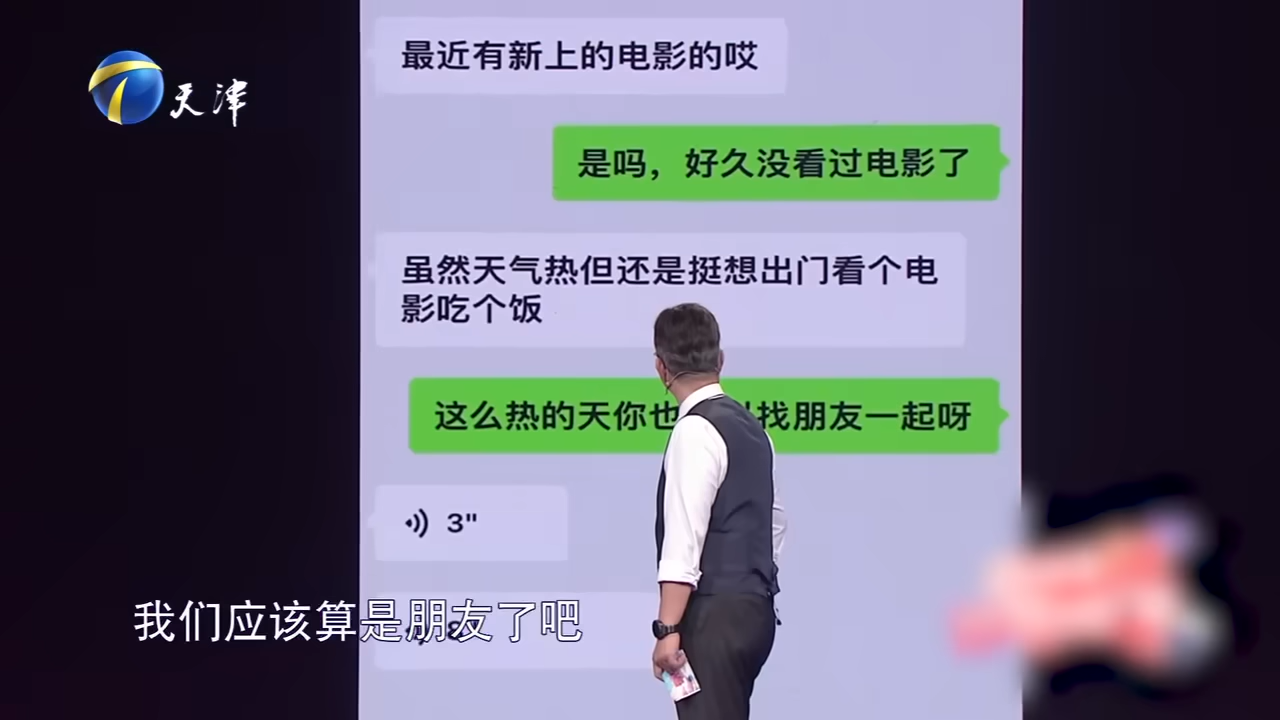 天津
最近有新上的电影的哎
是吗，好久没看过电影了
虽然天气热但还是挺想出门看个电
影吃个饭
这么热的天你也
找朋友一起呀
3"
我们应该算是朋友了吧